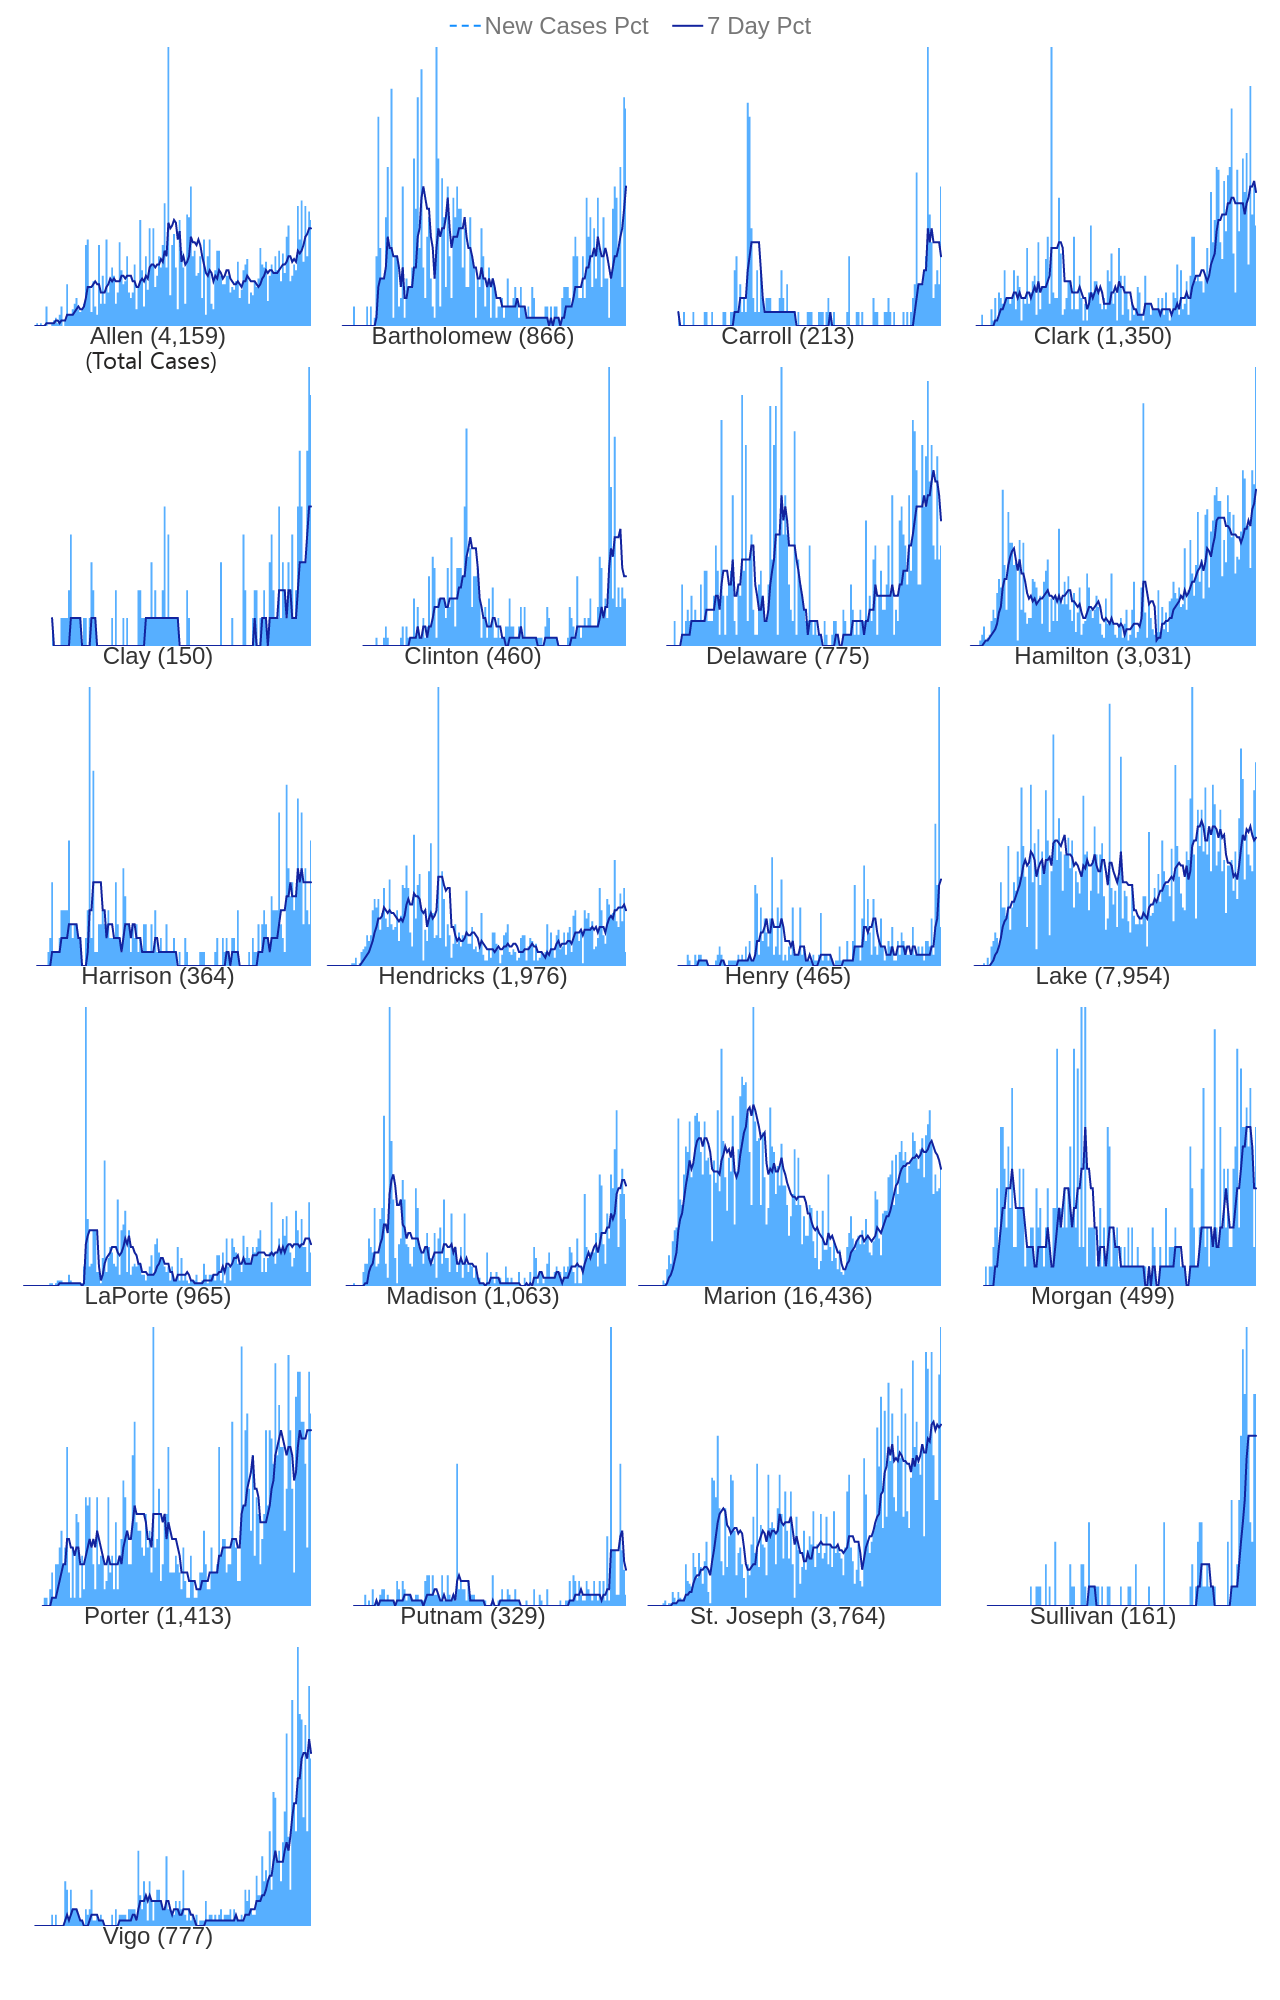 New Cases Pct 7 Day Pct
Allen (4,159) Bartholomew (866) Carroll (213) Clark (1,350)
(Total Cases)
Clay (150) Clinton (460) Delaware (775) Hamilton (3,031)
Harrison (364) Hendricks (1,976) Henry (465) Lake (7,954)
LaPorte (965) Madison (1,063) Marion (16,436) Morgan (499)
Porter (1,413) Putnam (329) St. Joseph (3,764) Sullivan (161)
Vigo (777)